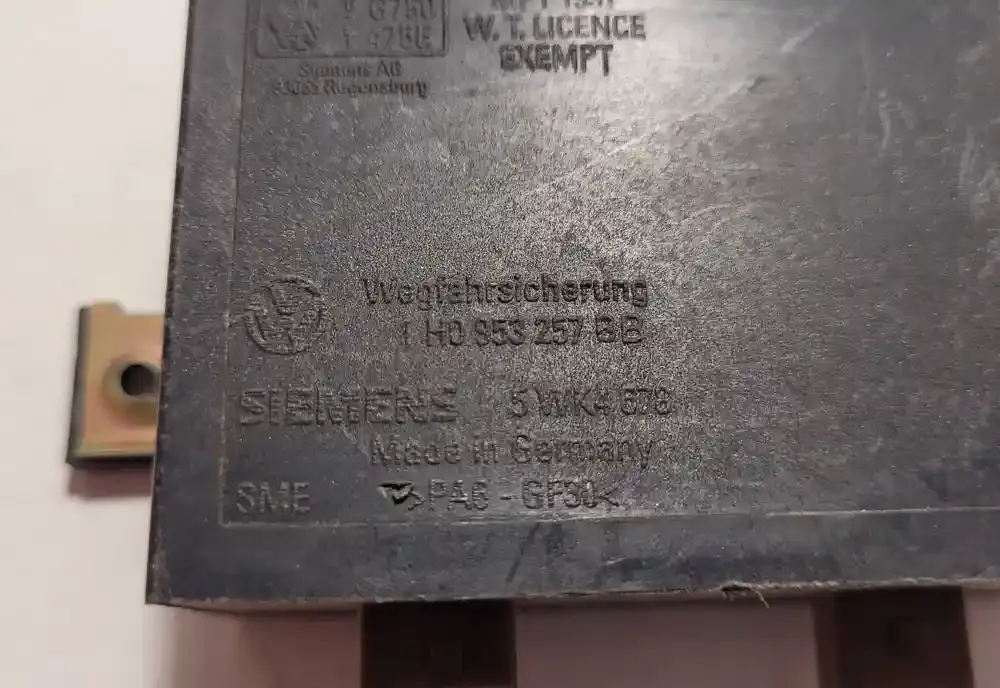 W. T. LICENCE
EXEMPT
Siemens AG
Regensburg
Wegfahrsicherung
1 H0 953 257
SIEMENS 5 WK4
Made in Germany
SME >PA6 - GF30<